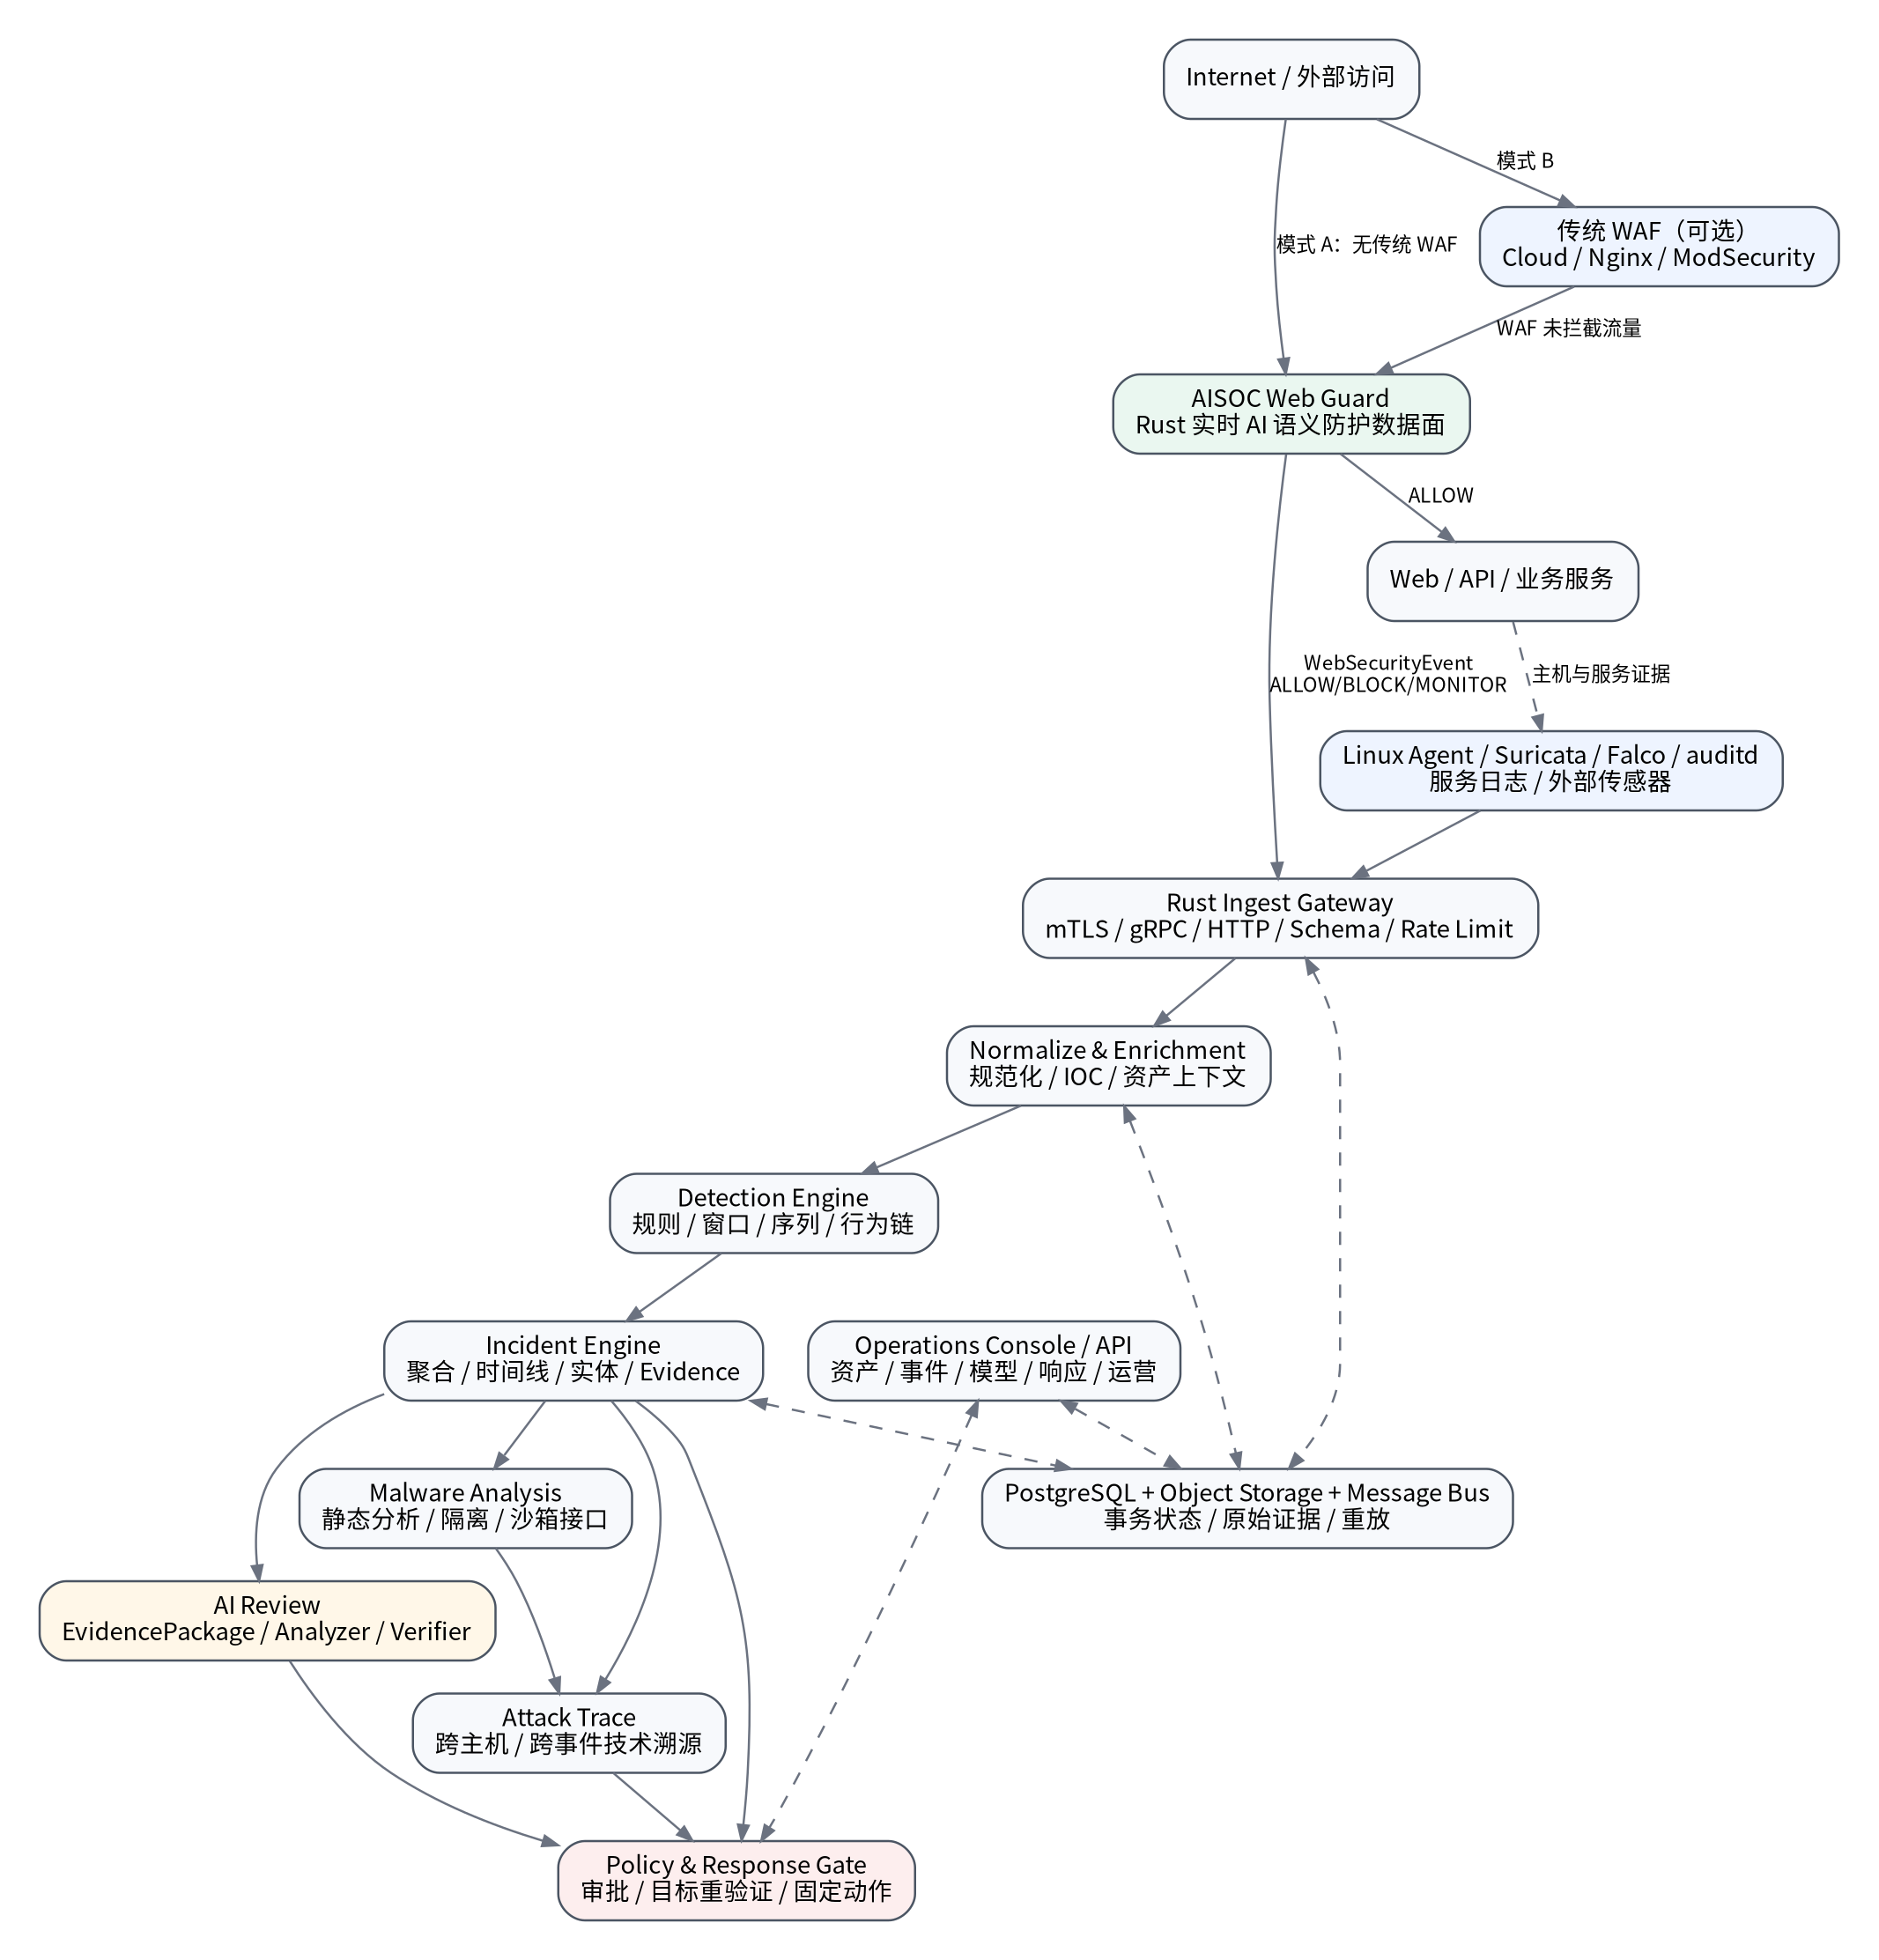 Internet / 外部访问
模式 B
传统 WAF（可选）
Cloud / Nginx / ModSecurity
模式 A：无传统 WAF
WAF 未拦截流量
AISOC Web Guard
Rust 实时 AI 语义防护数据面
ALLOW
Web / API / 业务服务
WebSecurityEvent
ALLOW/BLOCK/MONITOR
主机与服务证据
Linux Agent / Suricata / Falco / auditd
服务日志 / 外部传感器
Rust Ingest Gateway
mTLS / gRPC / HTTP / Schema / Rate Limit
Normalize & Enrichment
规范化 / IOC / 资产上下文
Detection Engine
规则 / 窗口 / 序列 / 行为链
Incident Engine
聚合 / 时间线 / 实体 / Evidence
Operations Console / API
资产 / 事件 / 模型 / 响应 / 运营
Malware Analysis
静态分析 / 隔离 / 沙箱接口
PostgreSQL + Object Storage + Message Bus
事务状态 / 原始证据 / 重放
AI Review
EvidencePackage / Analyzer / Verifier
Attack Trace
跨主机 / 跨事件技术溯源
Policy & Response Gate
审批 / 目标重验证 / 固定动作